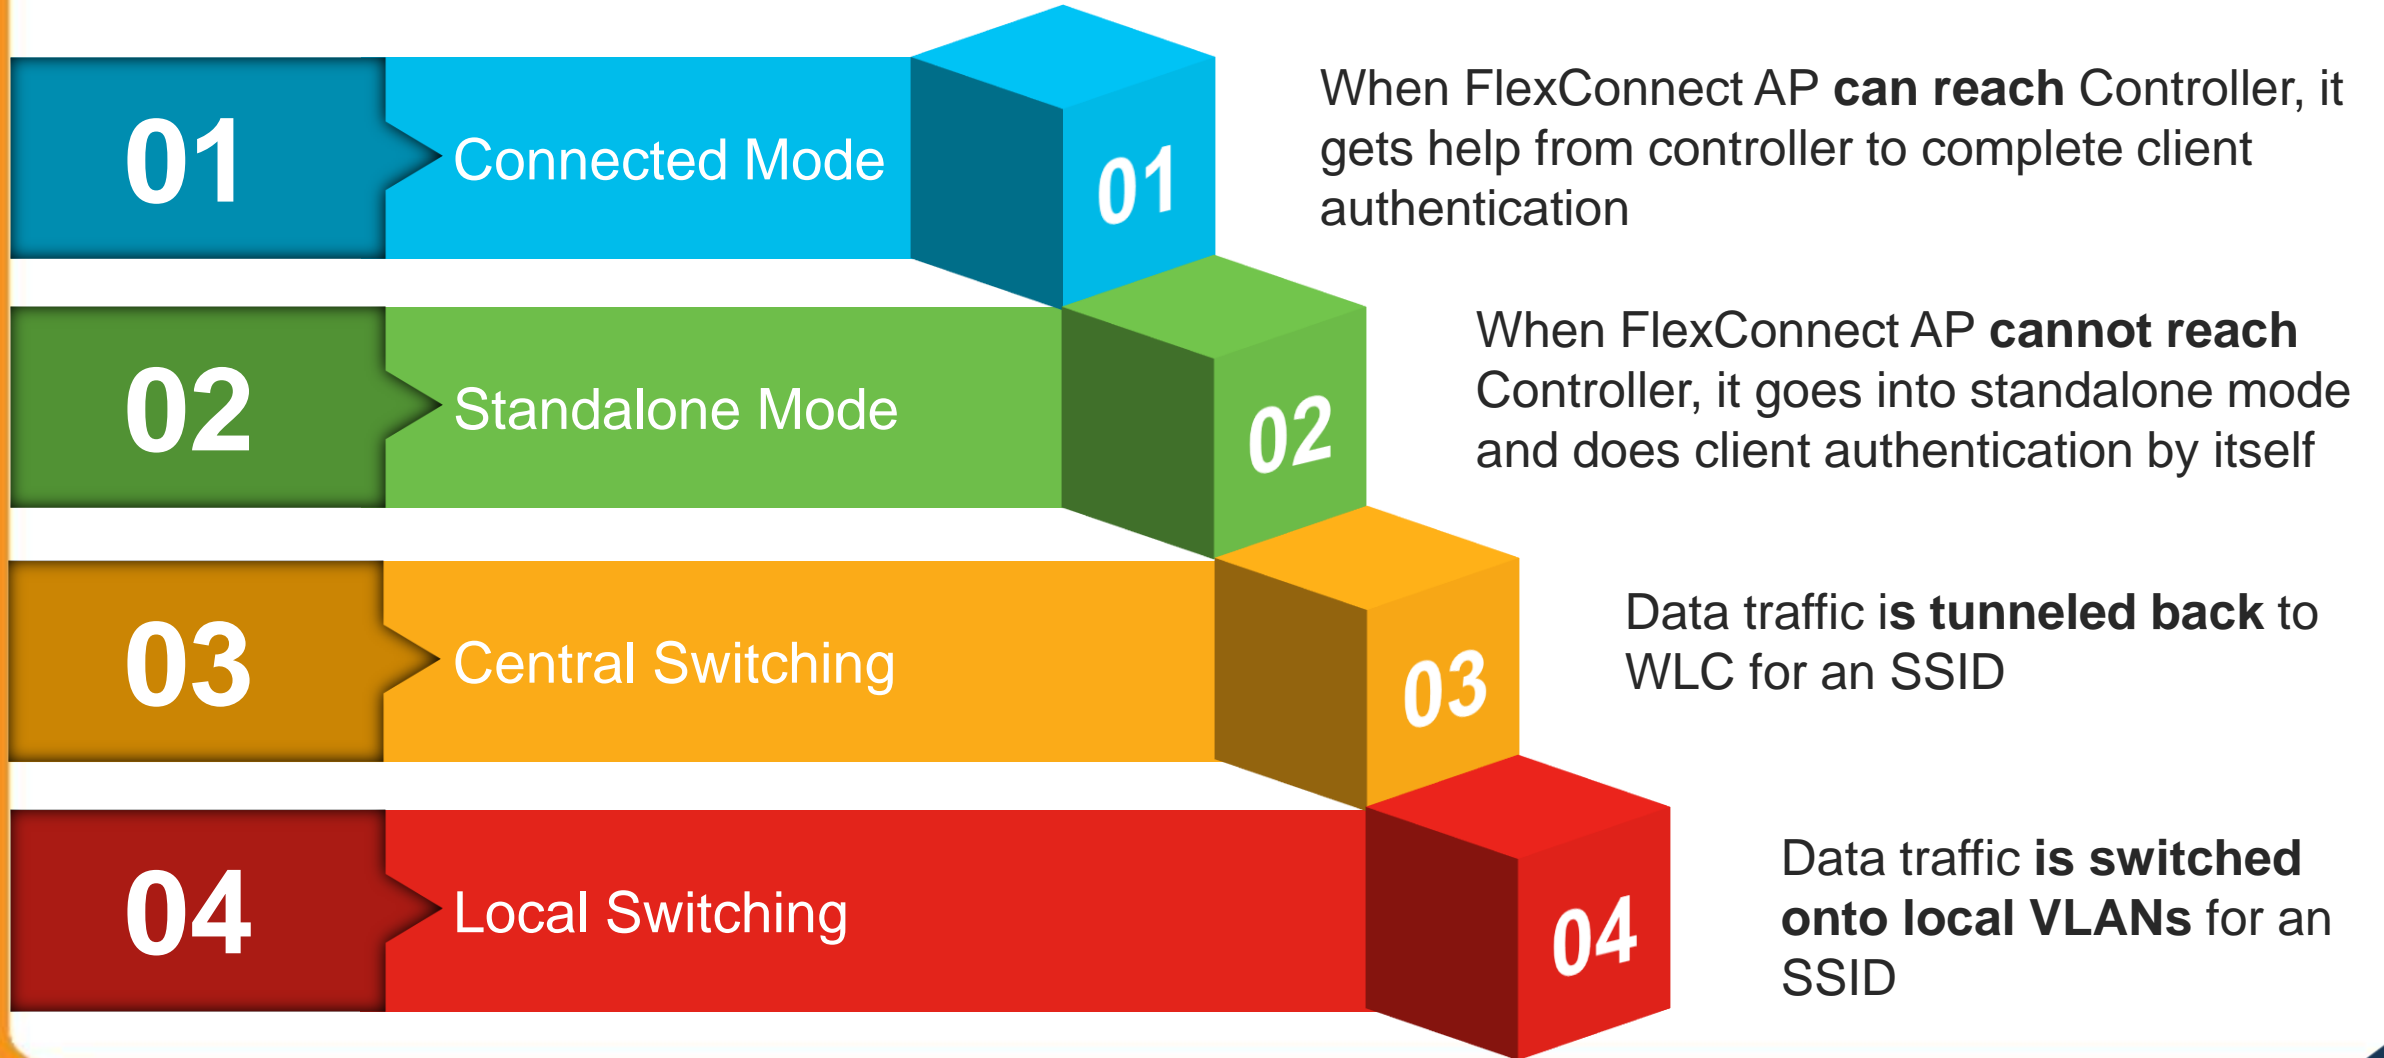 01
Connected Mode
01
When FlexConnect AP can reach Controller, it
gets help from controller to complete client
authentication
02
Standalone Mode
02
When FlexConnect AP cannot reach
Controller, it goes into standalone mode
and does client authentication by itself
03
Central Switching
03
Data traffic is tunneled back to
WLC for an SSID
04
Local Switching
04
Data traffic is switched
onto local VLANs for an
SSID